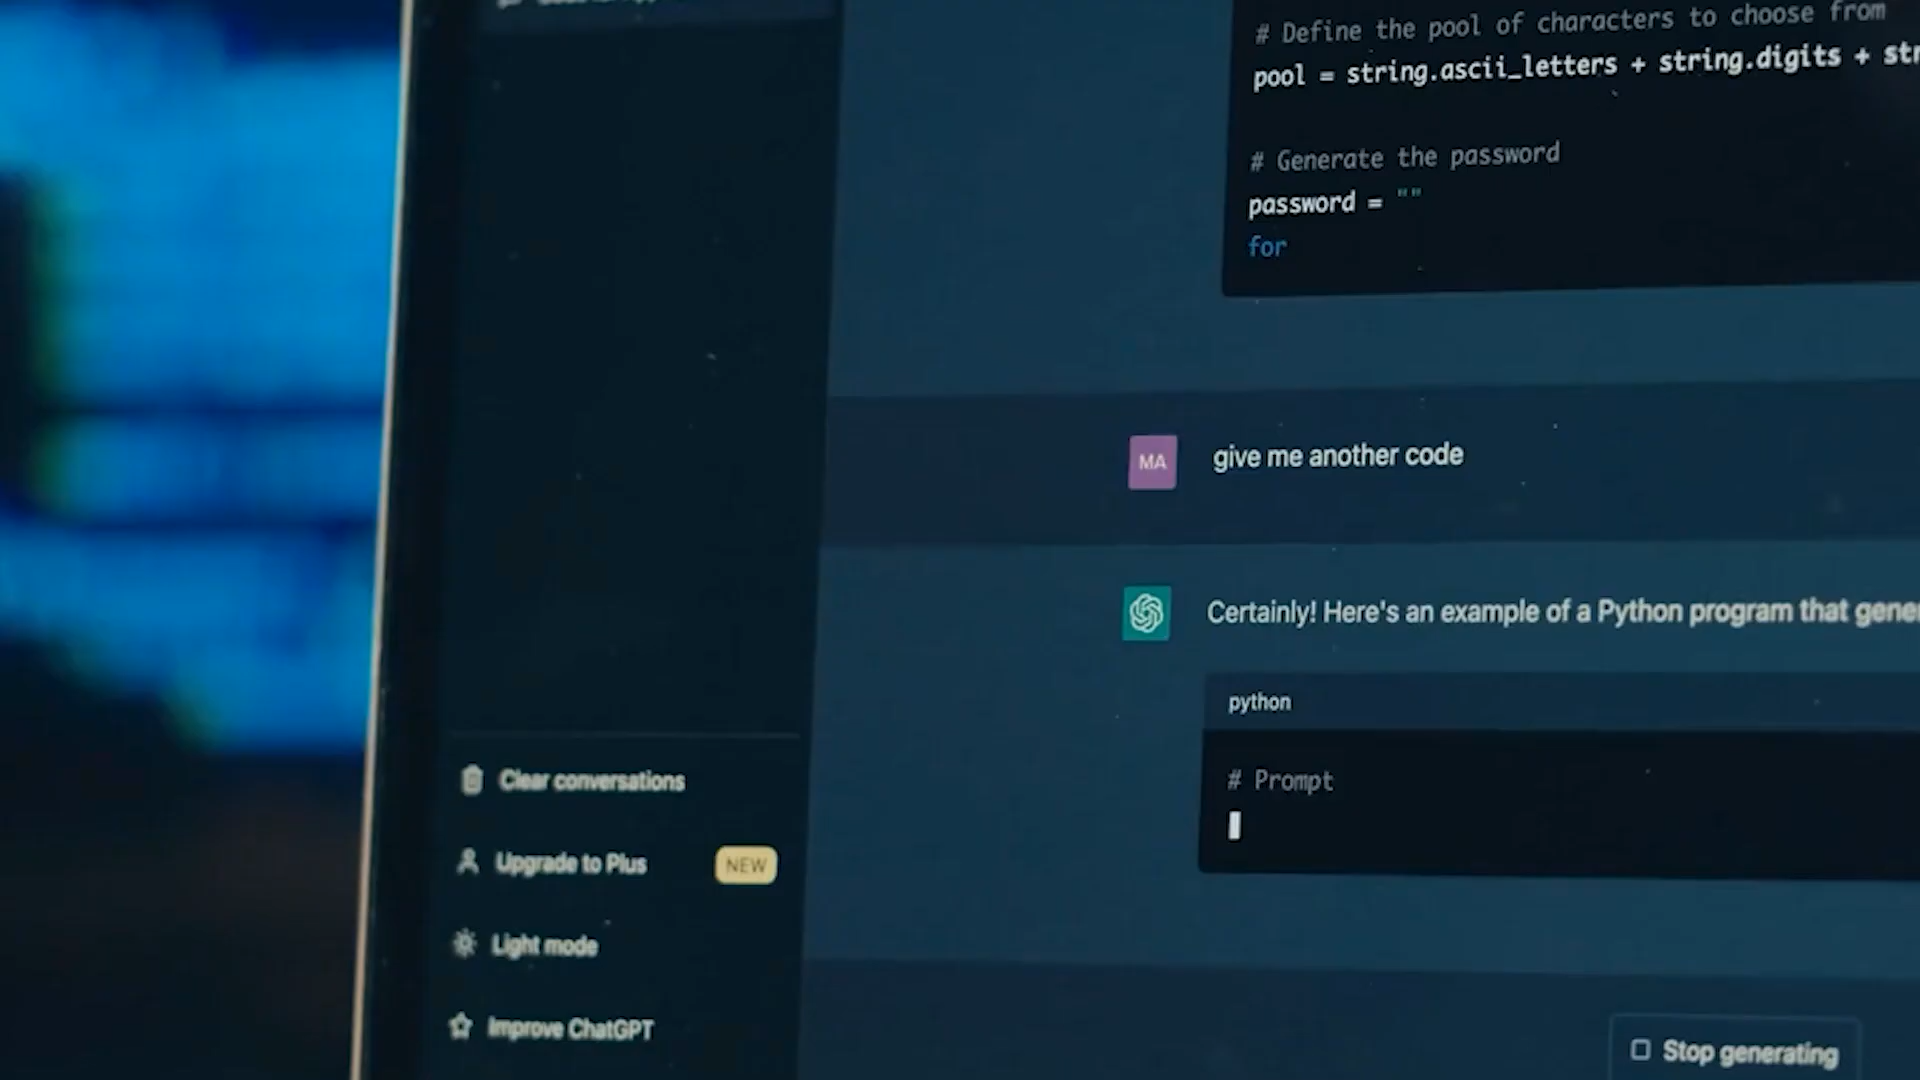 # Define the pool of characters to choose from
pool = string.ascii_letters + string.digits + str
# Generate the password
password = ""
for
MA
give me another code
Certainly! Here's an example of a Python program that gener
python
# Prompt
Clear conversations
Upgrade to Plus
NEW
Light mode
Improve ChatGPT
Stop generating